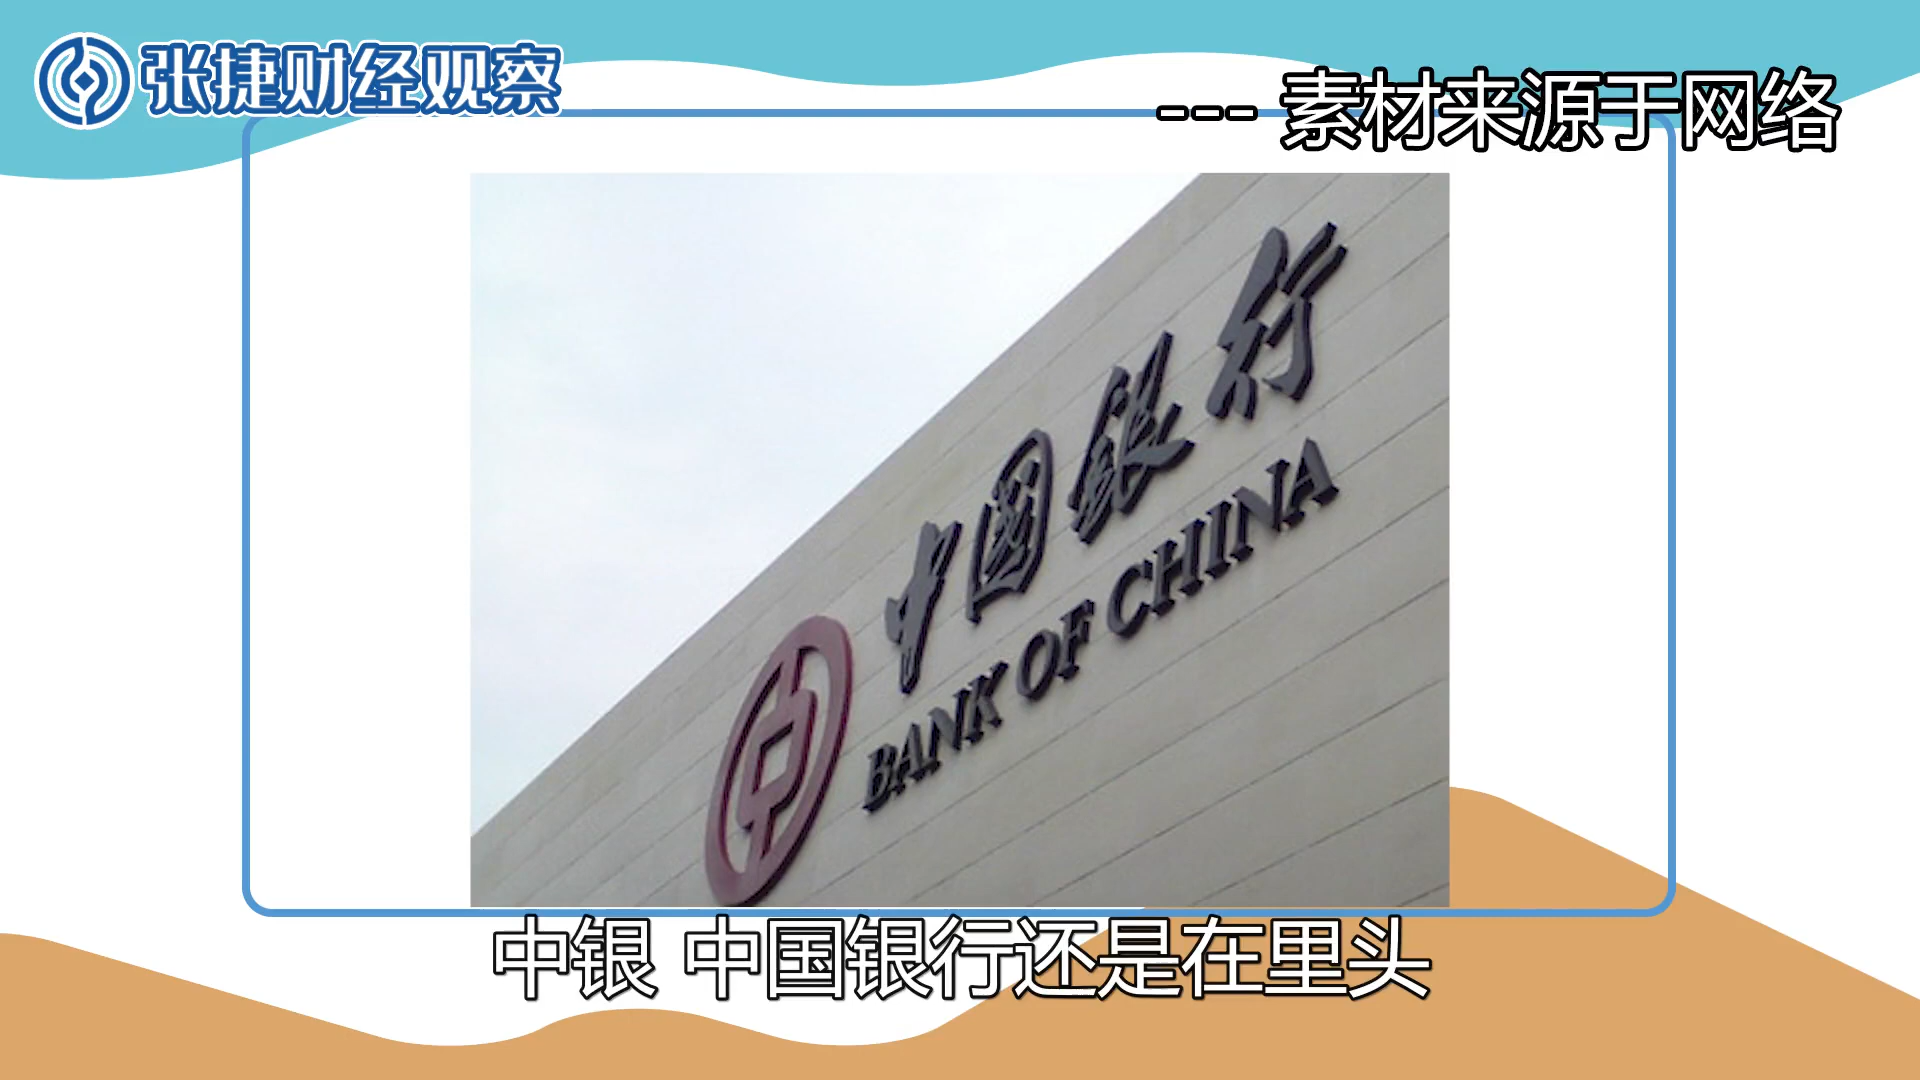 张捷财经观察
--- 素材来源于网络
中国銀行
BANK OF CHINA
中银 中国银行还是在里头